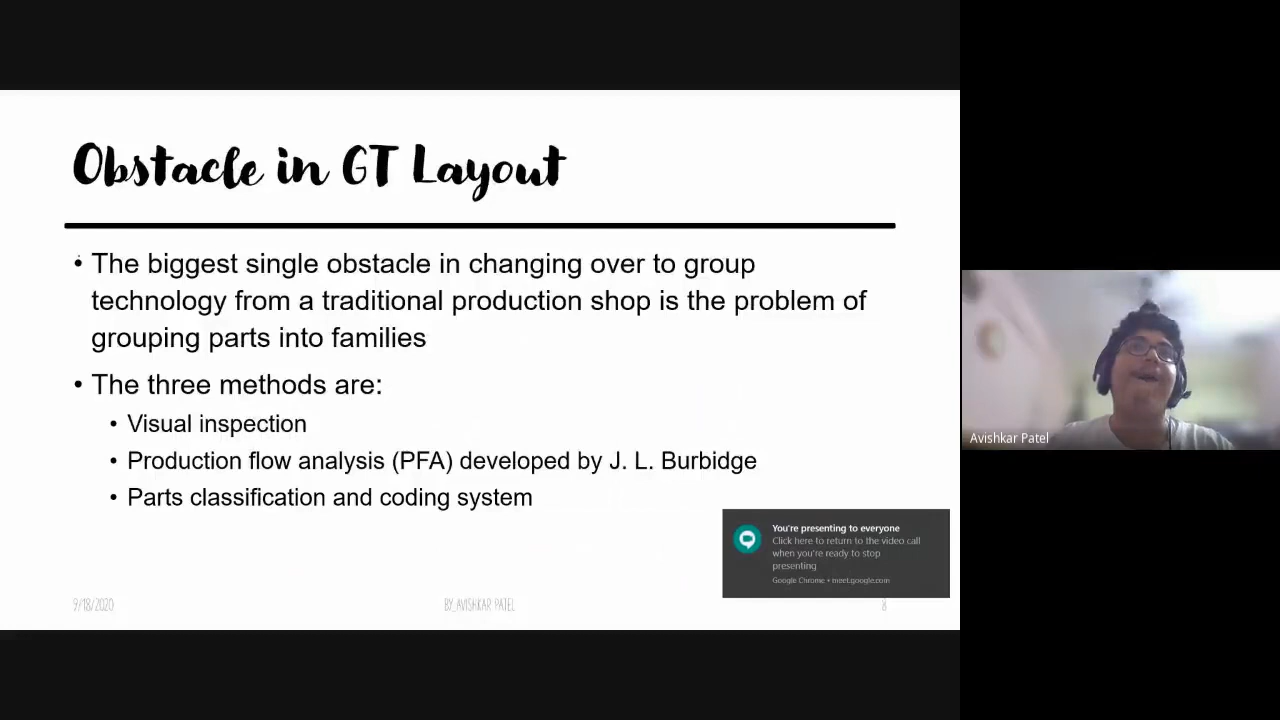 Obstacle in GT Layout
• The biggest single obstacle in changing over to group
technology from a traditional production shop is the problem of
grouping parts into families
• The three methods are:
• Visual inspection
• Production flow analysis (PFA) developed by J. L. Burbidge
• Parts classification and coding system
You're presenting to everyone
Click here to return to the video call
when you're ready to stop
presenting
Google Chrome • meet.google.com
9/18/2020
BY_AVISHKAR PATEL
8
Avishkar Patel